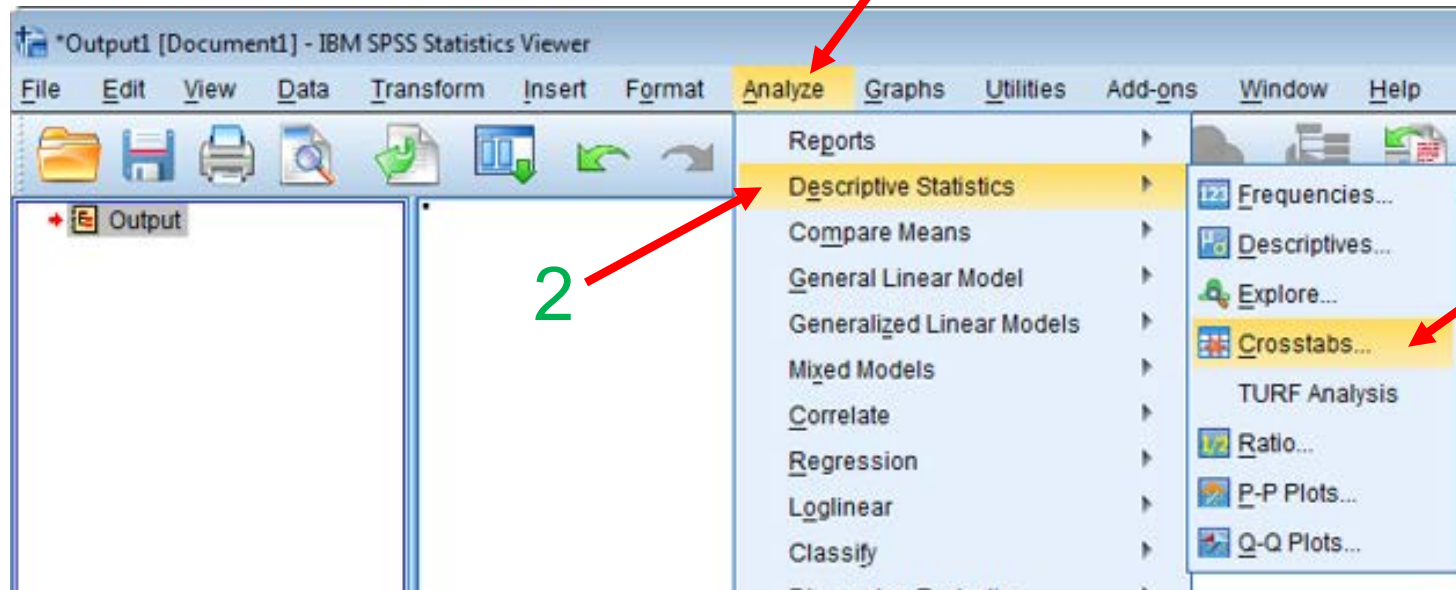 *Output1 [Document1] - IBM SPSS Statistics Viewer
File Edit View Data Transform Insert Format Analyze Graphs Utilities Add-ons Window Help
Output
2
Reports
Descriptive Statistics
Compare Means
General Linear Model
Generalized Linear Models
Mixed Models
Correlate
Regression
Loglinear
Classify
Frequencies...
Descriptives...
Explore...
Crosstabs...
TURF Analysis
Ratio...
P-P Plots...
Q-Q Plots...